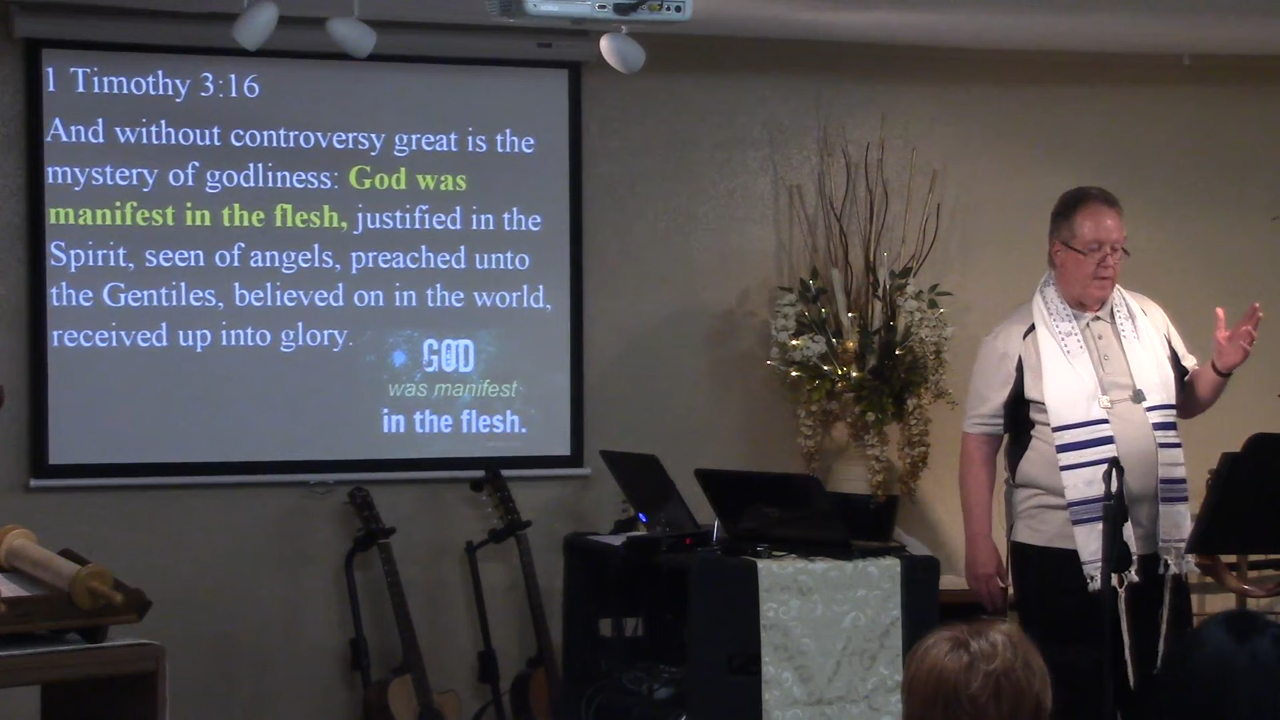 1 Timothy 3:16
And without controversy great is the
mystery of godliness: God was
manifest in the flesh, justified in the
Spirit, seen of angels, preached unto
the Gentiles, believed on in the world,
received up into glory.
GOD
was manifest
in the flesh.